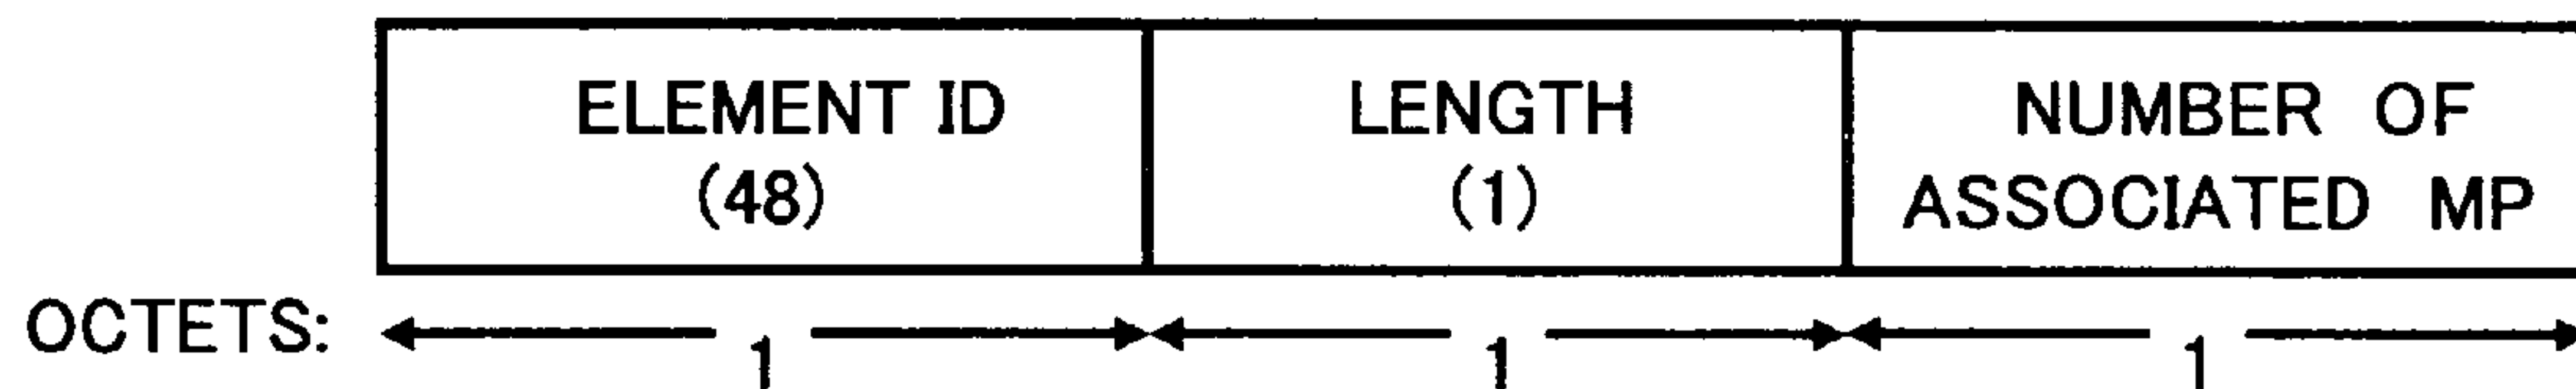 ELEMENT ID
(48)
LENGTH
(1)
NUMBER OF
ASSOCIATED MP
OCTETS: 1 1 1